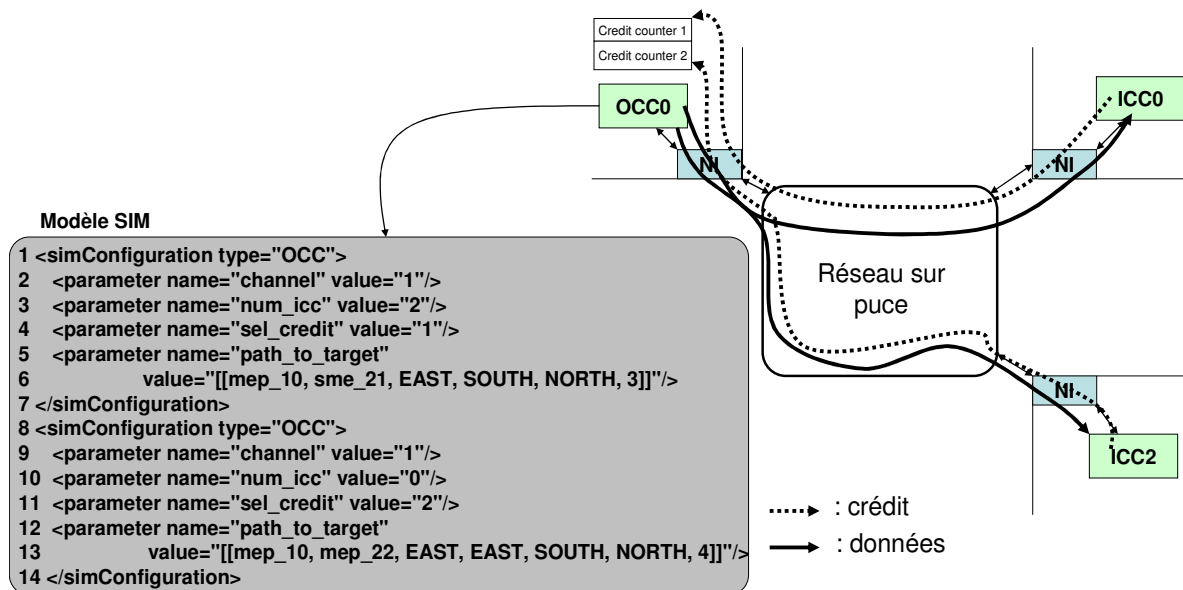 Credit counter 1
Credit counter 2
OCC0
ICC0
NI
NI
Modèle SIM
1 <simConfiguration type="OCC">
2 <parameter name="channel" value="1"/>
3 <parameter name="num_icc" value="2"/>
4 <parameter name="sel_credit" value="1"/>
5 <parameter name="path_to_target"
6 value="[[mep_10, sme_21, EAST, SOUTH, NORTH, 3]]"/>
7 </simConfiguration>
8 <simConfiguration type="OCC">
9 <parameter name="channel" value="1"/>
10 <parameter name="num_icc" value="0"/>
11 <parameter name="sel_credit" value="2"/>
12 <parameter name="path_to_target"
13 value="[[mep_10, mep_22, EAST, EAST, SOUTH, NORTH, 4]]"/>
14 </simConfiguration>
Réseau sur
puce
NI
ICC2
: crédit
: données